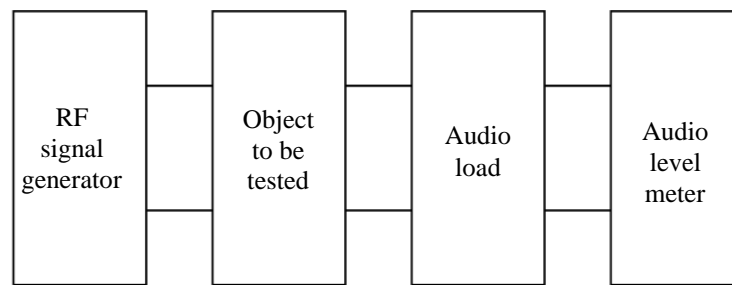 RF
signal
generator
Object
to be
tested
Audio
load
Audio
level
meter